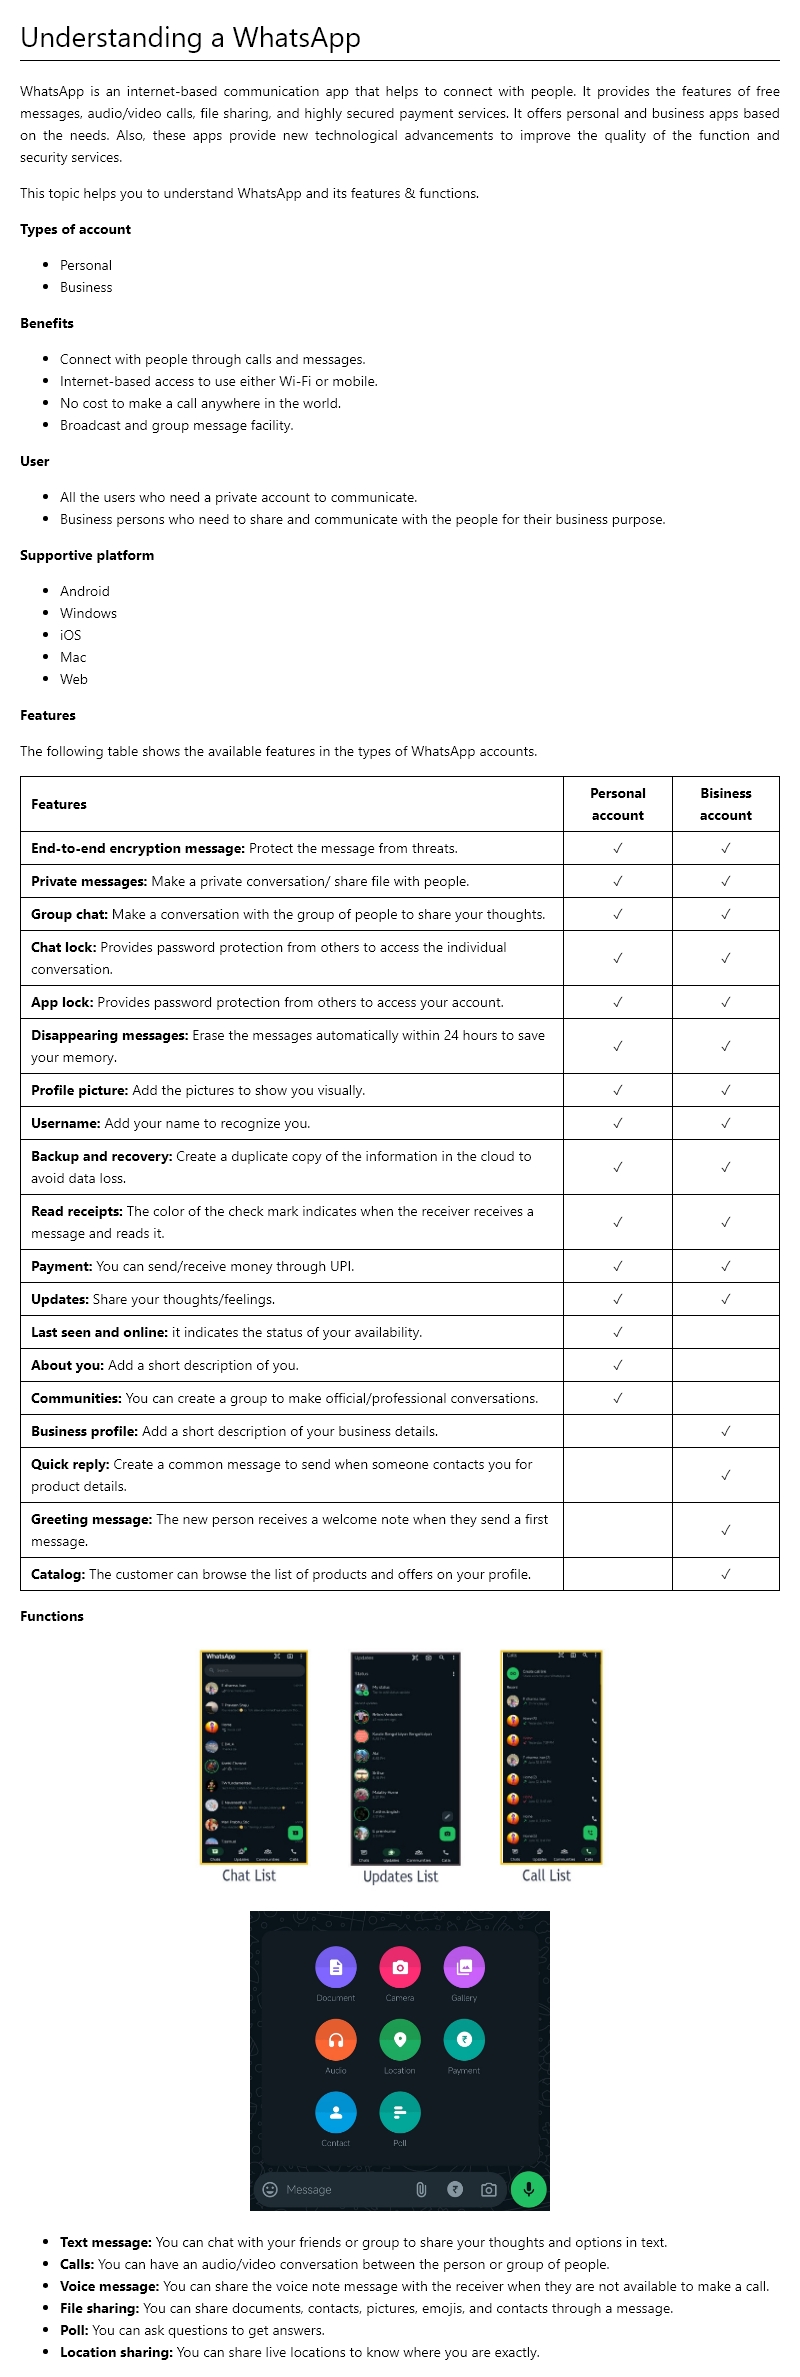 Understanding a WhatsApp
WhatsApp is an internet-based communication app that helps to connect with people. It provides the features of free
messages, audio/video calls, file sharing, and highly secured payment services. It offers personal and business apps based
on the needs. Also, these apps provide new technological advancements to improve the quality of the function and
security services.
This topic helps you to understand WhatsApp and its features & functions.
Types of account
• Personal
• Business
Benefits
• Connect with people through calls and messages.
• Internet-based access to use either Wi-Fi or mobile.
• No cost to make a call anywhere in the world.
• Broadcast and group message facility.
User
• All the users who need a private account to communicate.
• Business persons who need to share and communicate with the people for their business purpose.
Supportive platform
• Android
• Windows
• iOS
• Mac
• Web
Features
The following table shows the available features in the types of WhatsApp accounts.
Features Personal account Bisiness account
End-to-end encryption message: Protect the message from threats. ✓ ✓
Private messages: Make a private conversation/ share file with people. ✓ ✓
Group chat: Make a conversation with the group of people to share your thoughts. ✓ ✓
Chat lock: Provides password protection from others to access the individual
conversation. ✓ ✓
App lock: Provides password protection from others to access your account. ✓ ✓
Disappearing messages: Erase the messages automatically within 24 hours to save
your memory. ✓ ✓
Profile picture: Add the pictures to show you visually. ✓ ✓
Username: Add your name to recognize you. ✓ ✓
Backup and recovery: Create a duplicate copy of the information in the cloud to
avoid data loss. ✓ ✓
Read receipts: The color of the check mark indicates when the receiver receives a
message and reads it. ✓ ✓
Payment: You can send/receive money through UPI. ✓ ✓
Updates: Share your thoughts/feelings. ✓ ✓
Last seen and online: it indicates the status of your availability. ✓
About you: Add a short description of you. ✓
Communities: You can create a group to make official/professional conversations. ✓
Business profile: Add a short description of your business details. ✓
Quick reply: Create a common message to send when someone contacts you for
product details. ✓
Greeting message: The new person receives a welcome note when they send a first
message. ✓
Catalog: The customer can browse the list of products and offers on your profile. ✓
Functions
WhatsApp
Chats Updates Communities Calls
Chat List
Updates
Status
My status
Chats Updates Communities Calls
Updates List
Calls
Chats Updates Communities Calls
Call List
Document Camera Gallery
Audio Location Payment
Contact Poll
Message
• Text message: You can chat with your friends or group to share your thoughts and options in text.
• Calls: You can have an audio/video conversation between the person or group of people.
• Voice message: You can share the voice note message with the receiver when they are not available to make a call.
• File sharing: You can share documents, contacts, pictures, emojis, and contacts through a message.
• Poll: You can ask questions to get answers.
• Location sharing: You can share live locations to know where you are exactly.